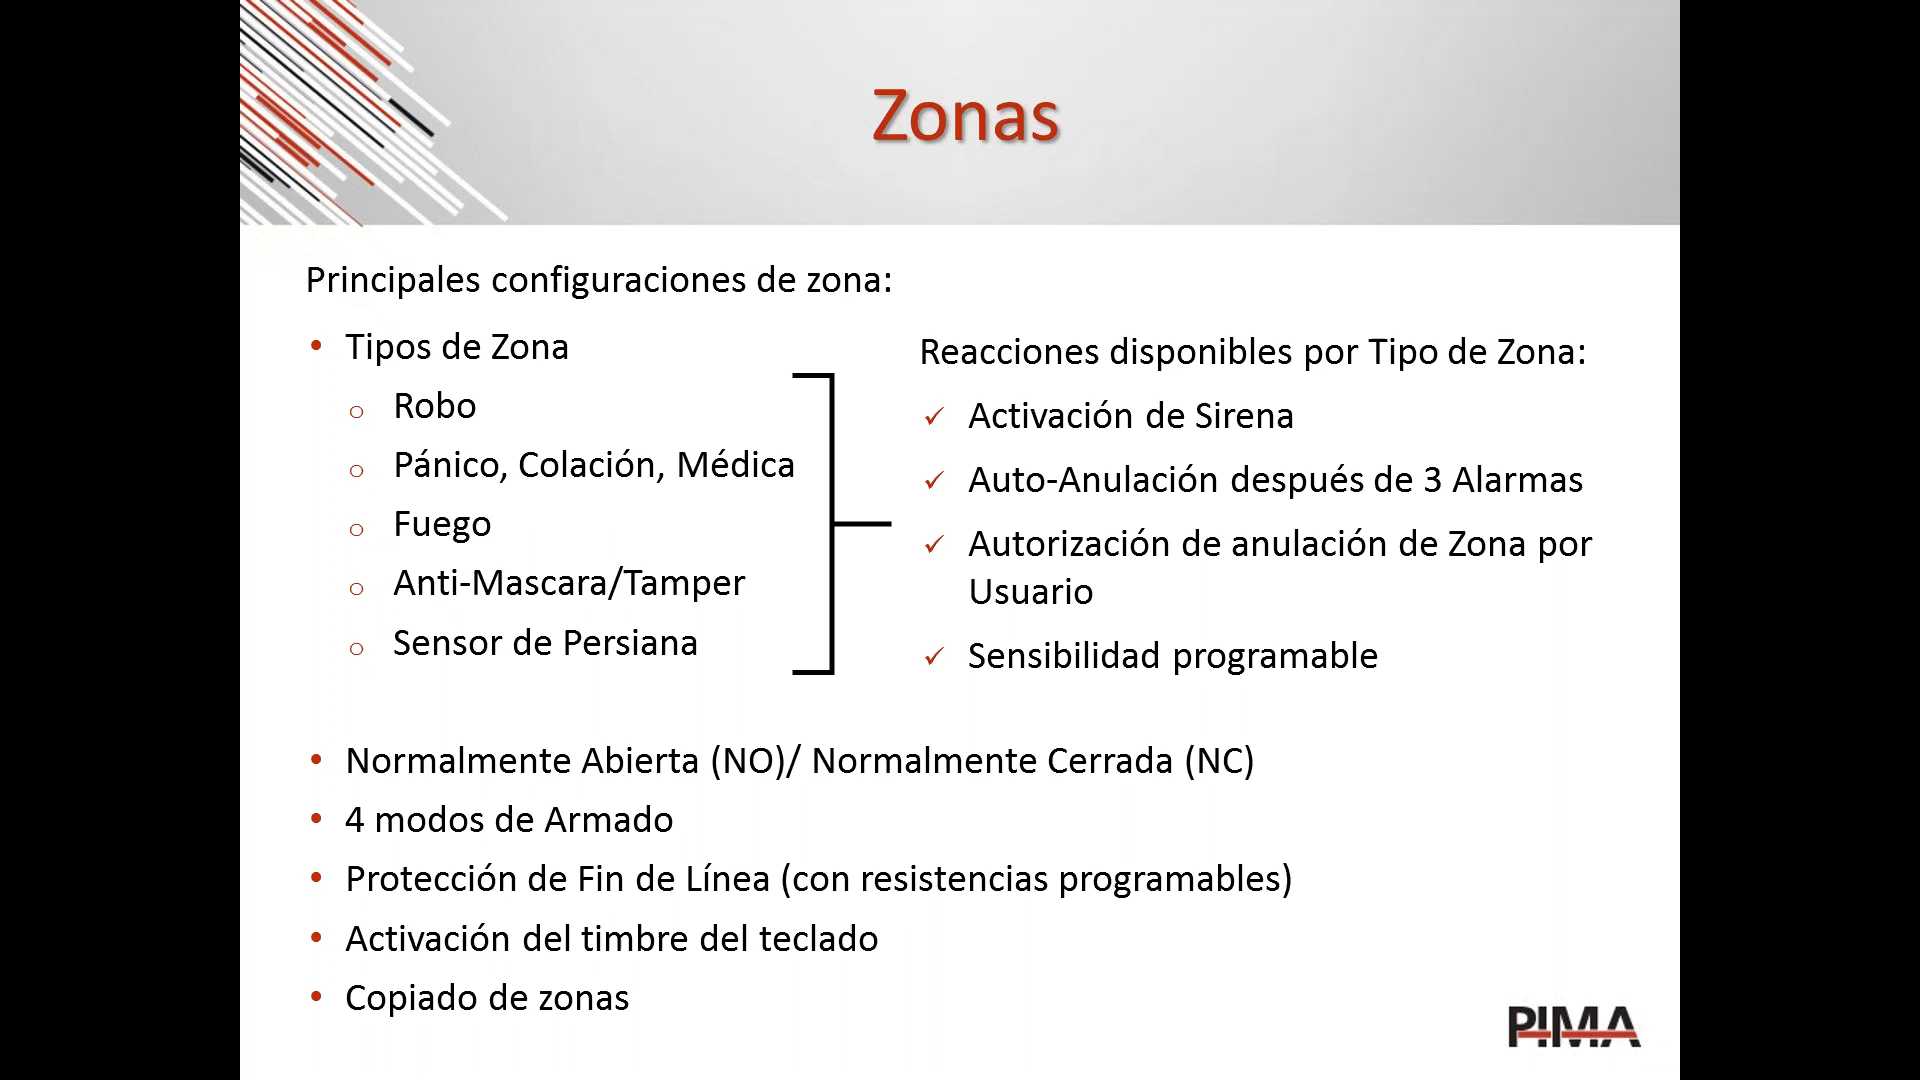 Zonas
Principales configuraciones de zona:
• Tipos de Zona
o Robo
o Pánico, Colación, Médica
o Fuego
o Anti-Mascara/Tamper
o Sensor de Persiana
Reacciones disponibles por Tipo de Zona:
✓ Activación de Sirena
✓ Auto-Anulación después de 3 Alarmas
✓ Autorización de anulación de Zona por
Usuario
✓ Sensibilidad programable
• Normalmente Abierta (NO)/ Normalmente Cerrada (NC)
• 4 modos de Armado
• Protección de Fin de Línea (con resistencias programables)
• Activación del timbre del teclado
• Copiado de zonas
PIMA